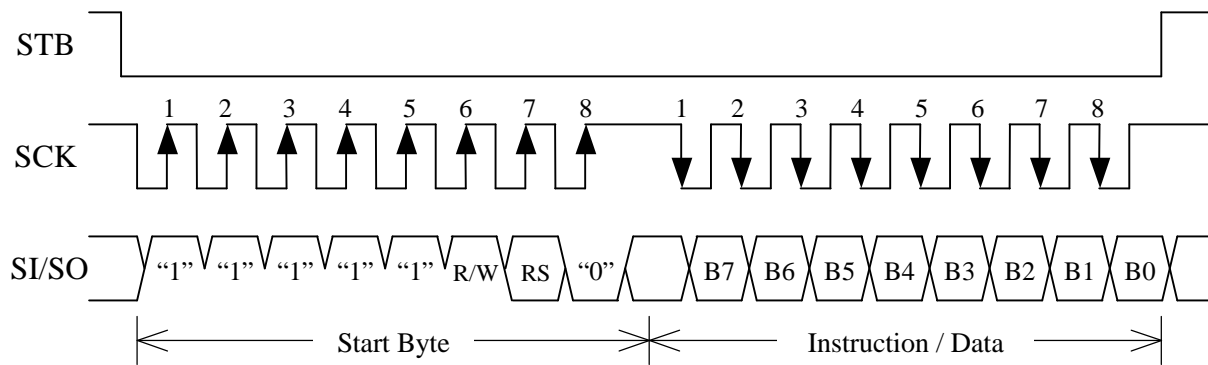 STB
1 2 3 4 5 6 7 8 1 2 3 4 5 6 7 8
SCK
SI/SO “1” “1” “1” “1” “1” R/W RS “0” B7 B6 B5 B4 B3 B2 B1 B0
Start Byte Instruction / Data